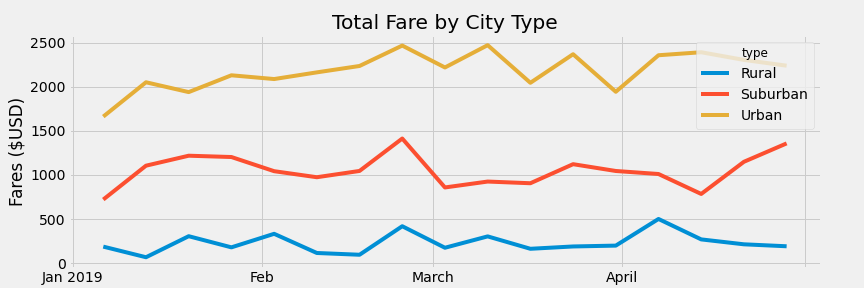 Total Fare by City Type
Fares ($USD)
2500
2000
1500
1000
500
0
type
Rural
Suburban
Urban
Jan 2019 Feb March April